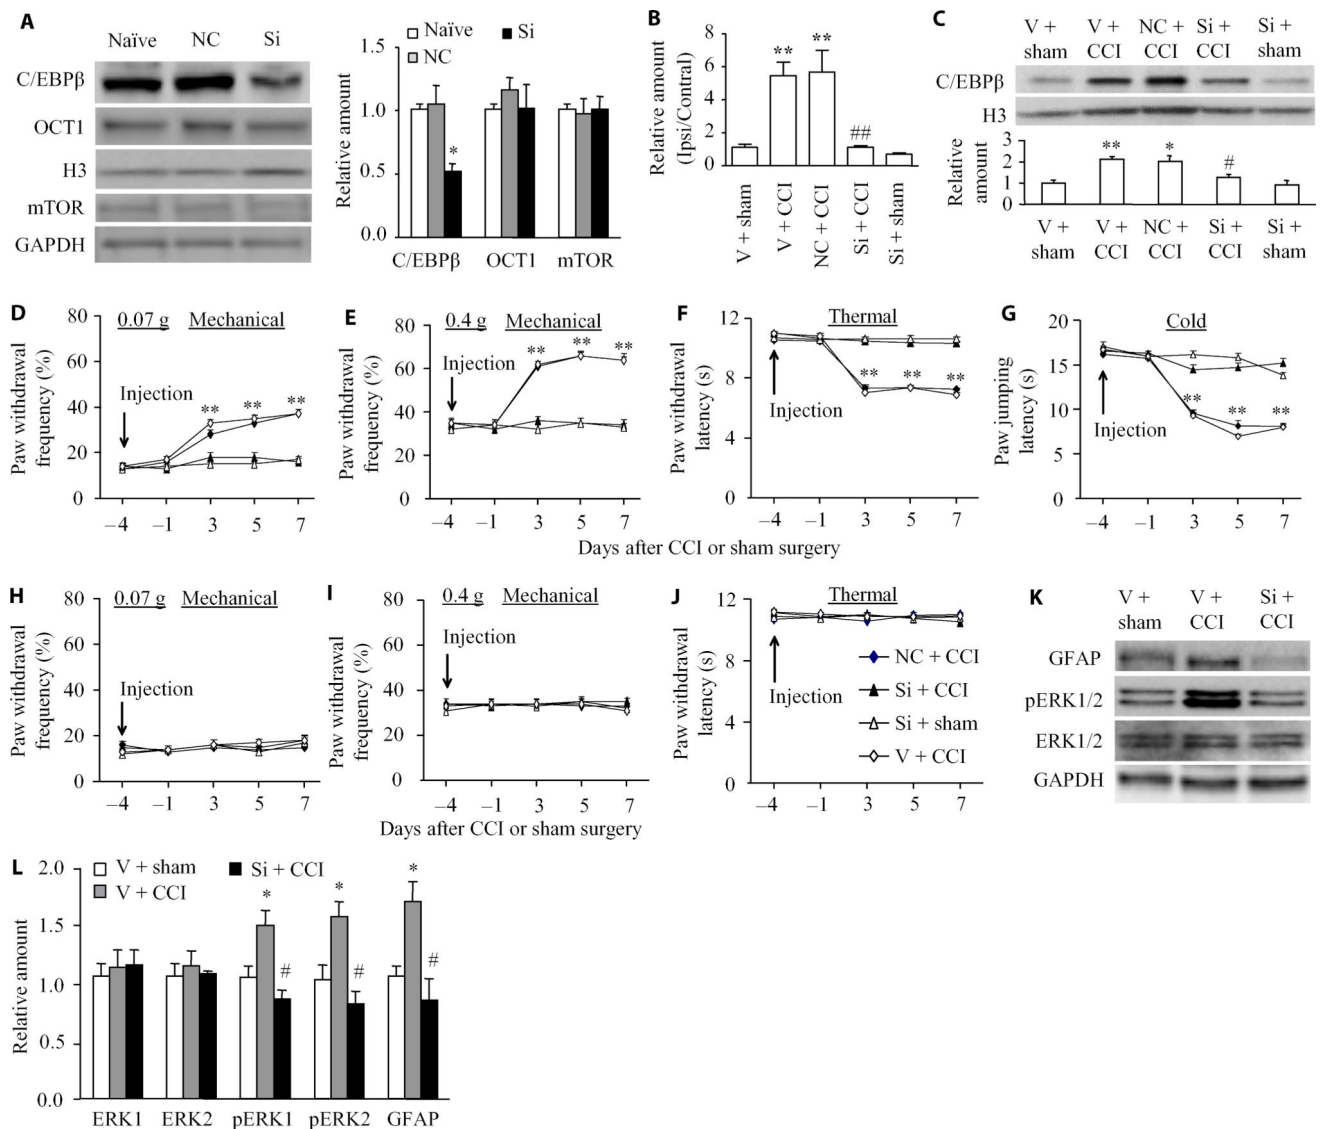 A
Naïve NC Si
C/EBPβ
OCT1
H3
mTOR
GAPDH
Naïve Si
NC
Relative amount
1.5
1.0
0.5
0.0
*
C/EBPβ OCT1 mTOR
B
Relative amount
(Ipsi/Control)
8
6
4
2
0
** ** ##
V + sham
V + CCI
NC + CCI
Si + CCI
Si + sham
C
V + V + NC + Si + Si +
sham CCI CCI CCI sham
C/EBPβ
H3
Relative
amount
3
2
1
0
** * #
V + V + NC + Si + Si +
sham CCI CCI CCI sham
D
0.07 g Mechanical
Paw withdrawal
frequency (%)
80
60
40
20
0
Injection
** ** **
–4 –1 3 5 7
E
0.4 g Mechanical
Paw withdrawal
frequency (%)
80
60
40
20
0
Injection
** ** **
–4 –1 3 5 7
F
Thermal
Paw withdrawal
latency (s)
12
8
4
0
Injection
** ** **
–4 –1 3 5 7
G
Cold
Paw jumping
latency (s)
20
15
10
5
0
Injection
** ** **
–4 –1 3 5 7
Days after CCI or sham surgery
H
0.07 g Mechanical
Paw withdrawal
frequency (%)
80
60
40
20
0
Injection
–4 –1 3 5 7
I
0.4 g Mechanical
Paw withdrawal
frequency (%)
80
60
40
20
0
Injection
–4 –1 3 5 7
Days after CCI or sham surgery
J
Thermal
Paw withdrawal
latency (s)
12
8
4
0
Injection
NC + CCI
Si + CCI
Si + sham
V + CCI
–4 –1 3 5 7
K
V + V + Si +
sham CCI CCI
GFAP
pERK1/2
ERK1/2
GAPDH
L
V + sham Si + CCI
V + CCI
Relative amount
2.0
1.5
1.0
0.5
0.0
* # * # * #
ERK1 ERK2 pERK1 pERK2 GFAP